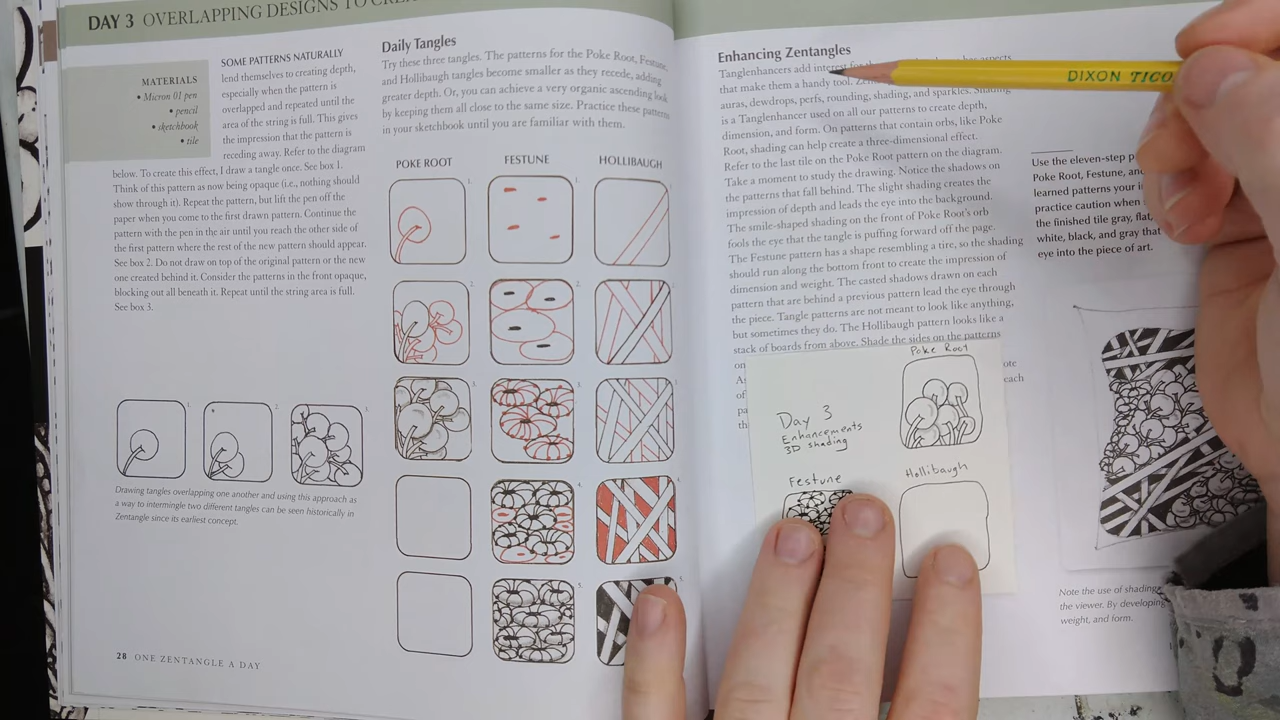 DAY 3 OVERLAPPING DESIGNS TO
MATERIALS
• Micron 01 pen
• pencil
• sketchbook
• tile
SOME PATTERNS NATURALLY
lend themselves to creating depth,
especially when the pattern is
overlapped and repeated until the
area of the string is full. This gives
the impression that the pattern is
receding away. Refer to the diagram
below. To create this effect, I draw a tangle once. See box 1.
Think of this pattern as now being opaque (i.e., nothing should
show through it). Repeat the pattern, but lift the pen off the
paper when you come to the first drawn pattern. Continue the
pattern with the pen in the air until you reach the other side of
the first pattern where the rest of the new pattern should appear.
See box 2. Do not draw on top of the original pattern or the new
one created behind it. Consider the patterns in the front opaque,
blocking out all beneath it. Repeat until the string area is full.
See box 3.
1.
2.
3.
Drawing tangles overlapping one another and using this approach as
a way to intermingle two different tangles can be seen historically in
Zentangle since its earliest concept.
28 ONE ZENTANGLE A DAY
Daily Tangles
Try these three tangles. The patterns for the Poke Root, Festune,
and Hollibaugh tangles become smaller as they recede, adding
greater depth. Or, you can achieve a very organic ascending look
by keeping them all close to the same size. Practice these patterns
in your sketchbook until you are familiar with them.
POKE ROOT FESTUNE HOLLIBAUGH
Enhancing Zentangles
Tanglenhancers add interest
that make them a handy tool.
auras, dewdrops, perfs, rounding, shading, and sparkles. Shading
is a Tanglenhancer used on all our patterns to create depth,
dimension, and form. On patterns that contain orbs, like Poke
Root, shading can help create a three-dimensional effect.
Refer to the last tile on the Poke Root pattern on the diagram.
Take a moment to study the drawing. Notice the shadows on
the patterns that fall behind. The slight shading creates the
impression of depth and leads the eye into the background.
The smile-shaped shading on the front of Poke Root's orb
fools the eye that the tangle is puffing forward off the page.
The Festune pattern has a shape resembling a tire, so the shading
should run along the bottom front to create the impression of
dimension and weight. The casted shadows drawn on each
pattern that are behind a previous pattern lead the eye through
the piece. Tangle patterns are not meant to look like anything,
but sometimes they do. The Hollibaugh pattern looks like a
stack of boards from above. Shade the sides on the patterns
each
Day 3
Enhancements
3D shading
Poke Root
Festune
Hollibaugh
DIXON TICO
Use the eleven-step
Poke Root, Festune, and
learned patterns your
practice caution when
the finished tile gray, flat,
white, black, and gray that
eye into the piece of art.
Note the use of shading
the viewer. By developing
weight, and form.